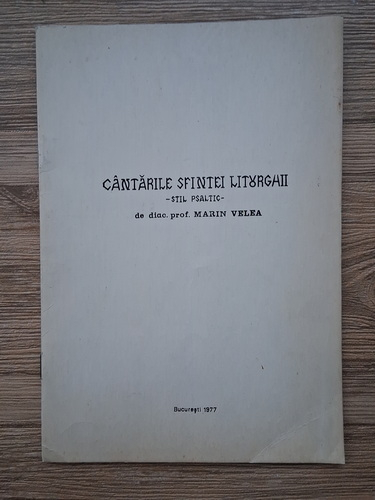 CÂNTĂRILE SFINTEI LITURGHII
-STIL PSALTIC-
de diac. prof. MARIN VELEA
București 1977